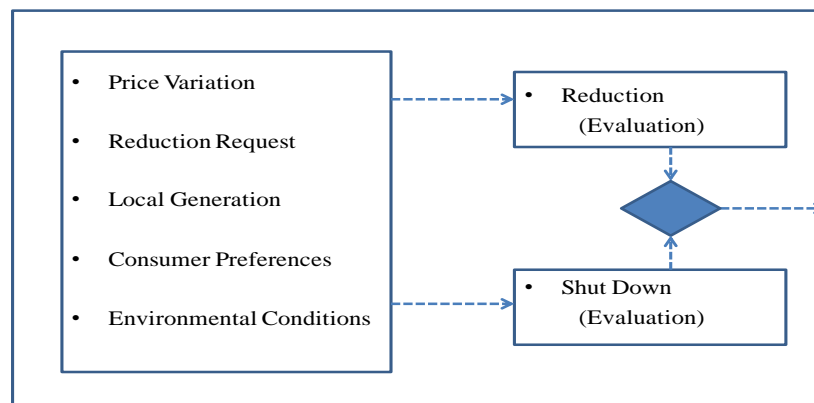 • Price Variation
• Reduction Request
• Local Generation
• Consumer Preferences
• Environmental Conditions
• Reduction
(Evaluation)
• Shut Down
(Evaluation)